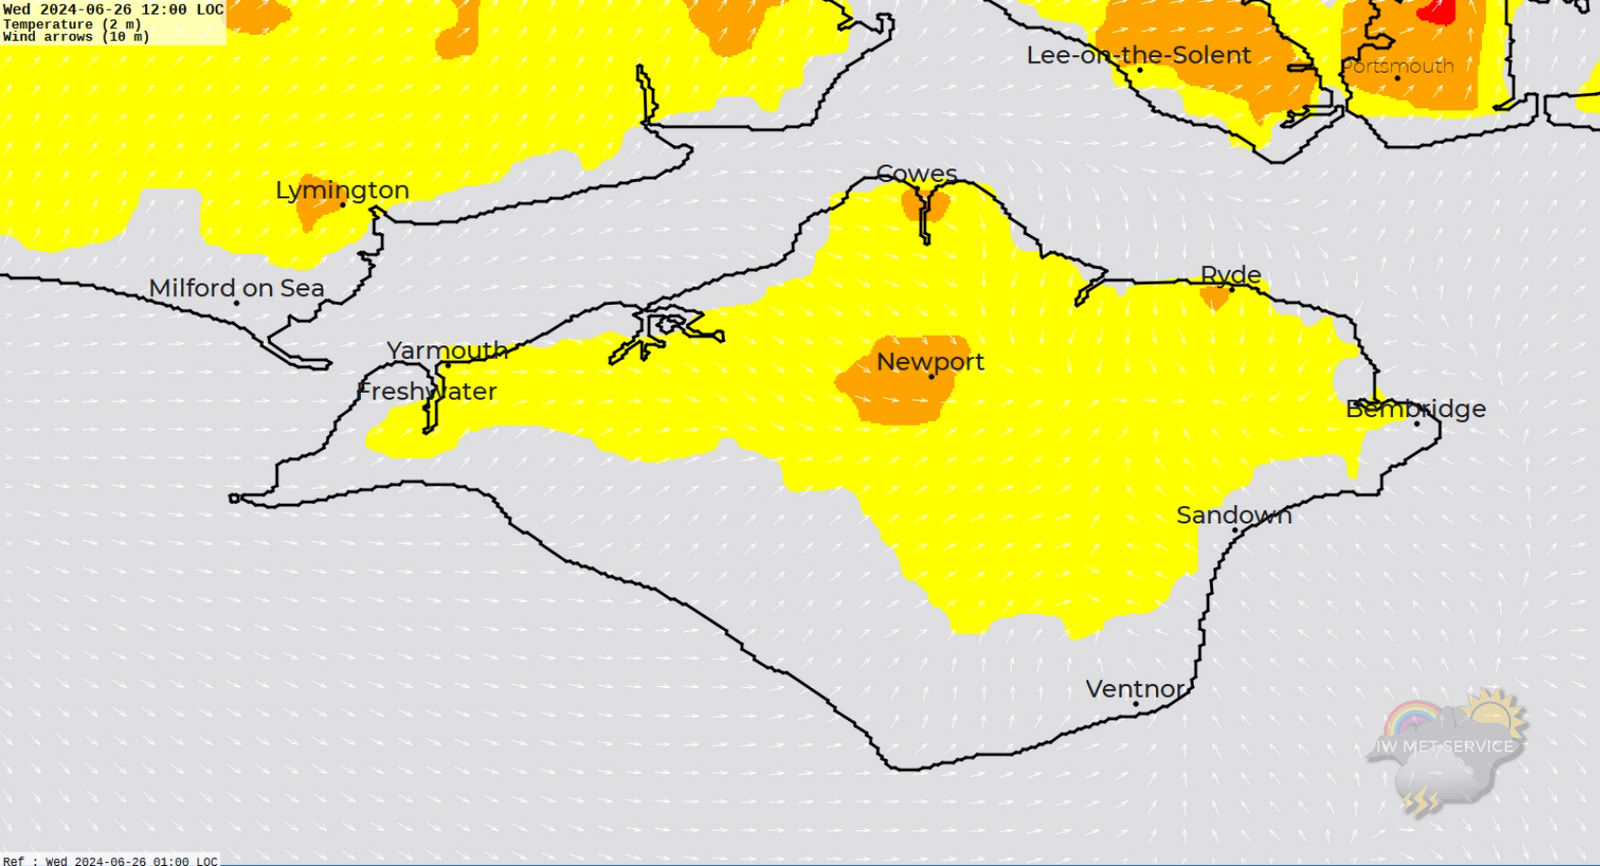 Wed 2024-06-26 12:00 LOC
Temperature (2 m)
Wind arrows (10 m)
Lee-on-the-Solent
Portsmouth
Cowes
Lymington
Ryde
Milford on Sea
Yarmouth
Newport
Freshwater
Bembridge
Sandown
Ventnor
IW MET SERVICE
Ref : Wed 2024-06-26 01:00 LOC